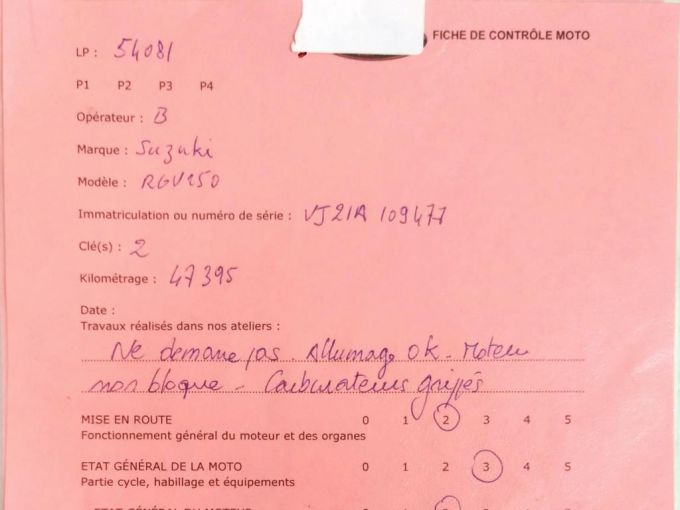 FICHE DE CONTRÔLE MOTO
LP : 54081
P1 P2 P3 P4
Opérateur : B
Marque : Suzuki
Modèle : RGV250
Immatriculation ou numéro de série : VJ21A 109477
Clé(s) : 2
Kilométrage : 47395
Date :
Travaux réalisés dans nos ateliers :
Ne demare pas. Allumage OK - Moteur
non bloque - Carburateurs grippés
MISE EN ROUTE 0 1 2 3 4 5
Fonctionnement général du moteur et des organes
ETAT GÉNÉRAL DE LA MOTO 0 1 2 3 4 5
Partie cycle, habillage et équipements